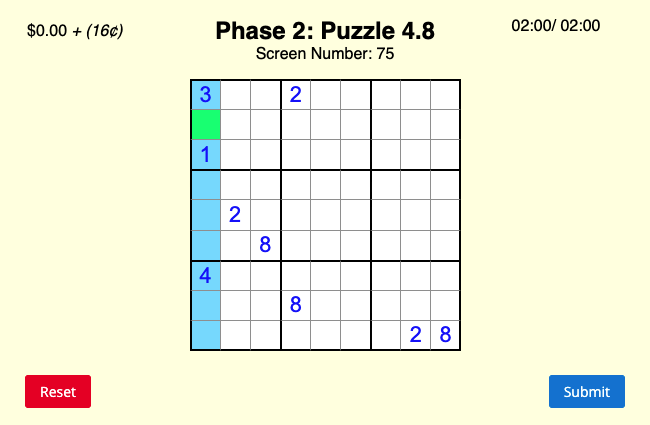 $0.00 + (16¢)
Phase 2: Puzzle 4.8
02:00/ 02:00
Screen Number: 75
3 2
1
2
8
4
8
2 8
Reset
Submit